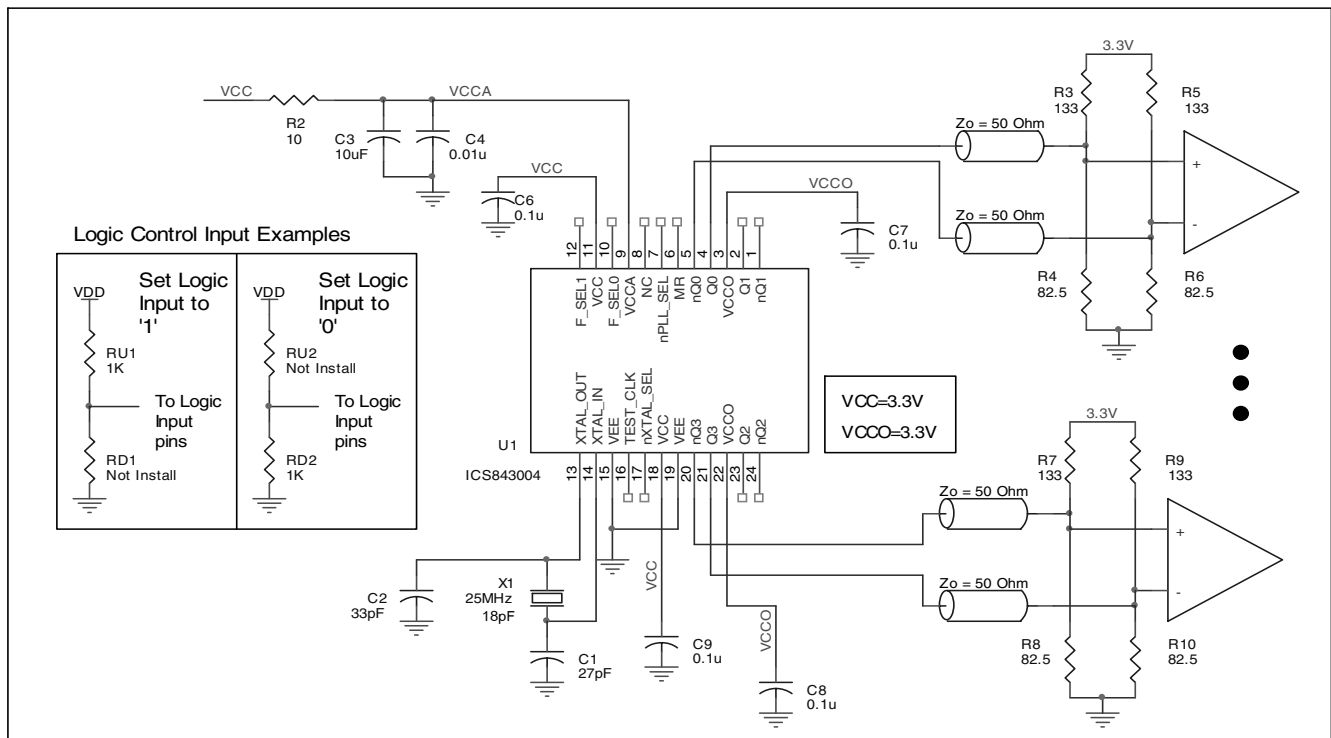 3.3V
R3
133
R5
133
VCC
VCCA
R2
10
C3
10uF
C4
0.01u
Zo = 50 Ohm
+
VCC
VCCO
C6
0.1u
C7
0.1u
Zo = 50 Ohm
-
R4
82.5
R6
82.5
12
11
10
9
8
7
6
5
4
3
2
1
F_SEL1
VCC
F_SEL0
VCCA
NC
nPLL_SEL
MR
nQ0
Q0
VCCO
Q1
nQ1
Logic Control Input Examples
VDD
Set Logic
Input to
'1'
RU1
1K
To Logic
Input
pins
RD1
Not Install
VDD
Set Logic
Input to
'0'
RU2
Not Install
To Logic
Input
pins
RD2
1K
XTAL_OUT
XTAL_IN
VEE
TEST_CLK
nXTAL_SEL
VCC
VEE
nQ3
Q3
VCCO
Q2
nQ2
U1
ICS843004
13
14
15
16
17
18
19
20
21
22
23
24
VCC=3.3V
VCCO=3.3V
3.3V
R7
133
R9
133
Zo = 50 Ohm
+
Zo = 50 Ohm
-
R8
82.5
R10
82.5
C2
33pF
X1
25MHz
18pF
C1
27pF
VCC
C9
0.1u
VCCO
C8
0.1u